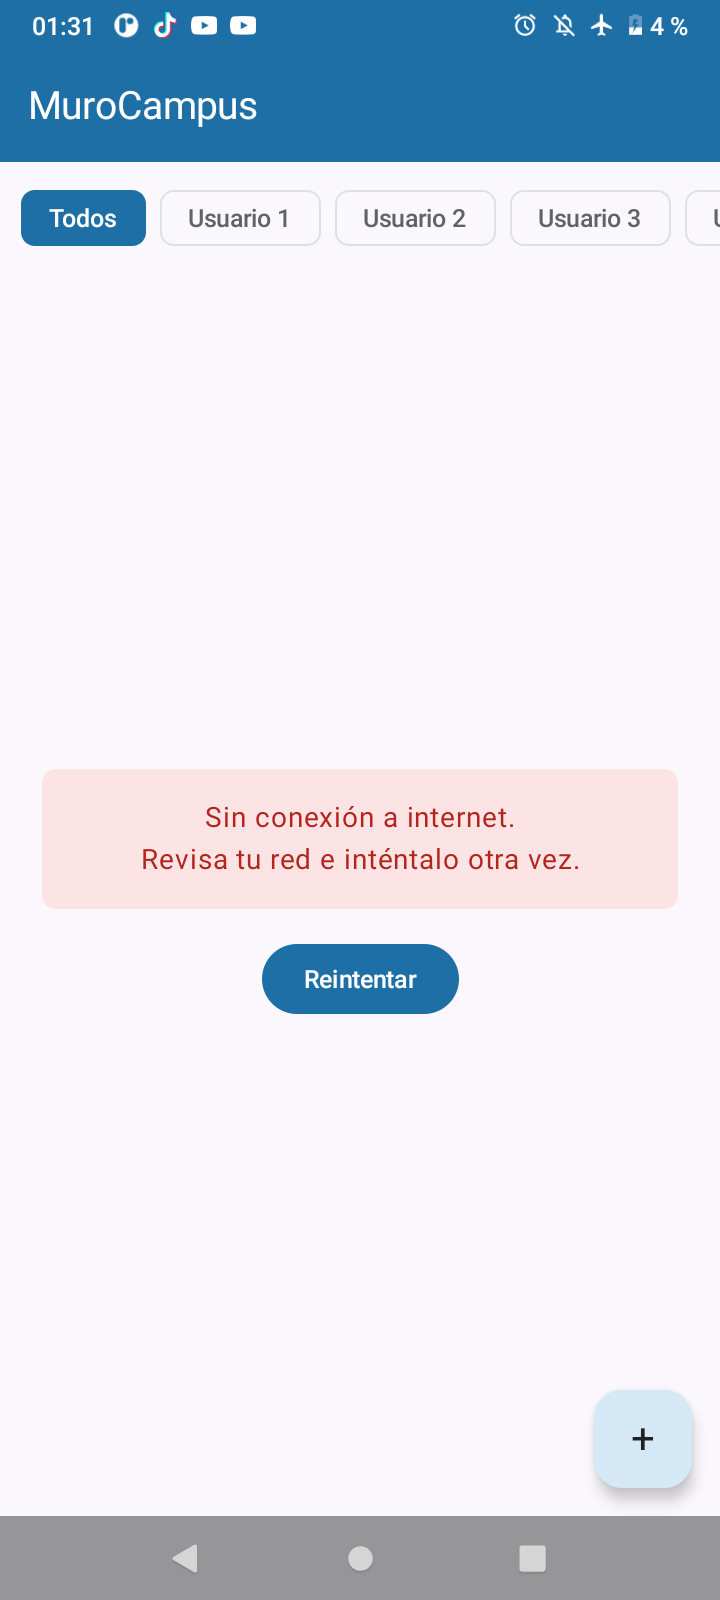 01:31
4 %
MuroCampus
Todos
Usuario 1
Usuario 2
Usuario 3
Sin conexión a internet.
Revisa tu red e inténtalo otra vez.
Reintentar
+